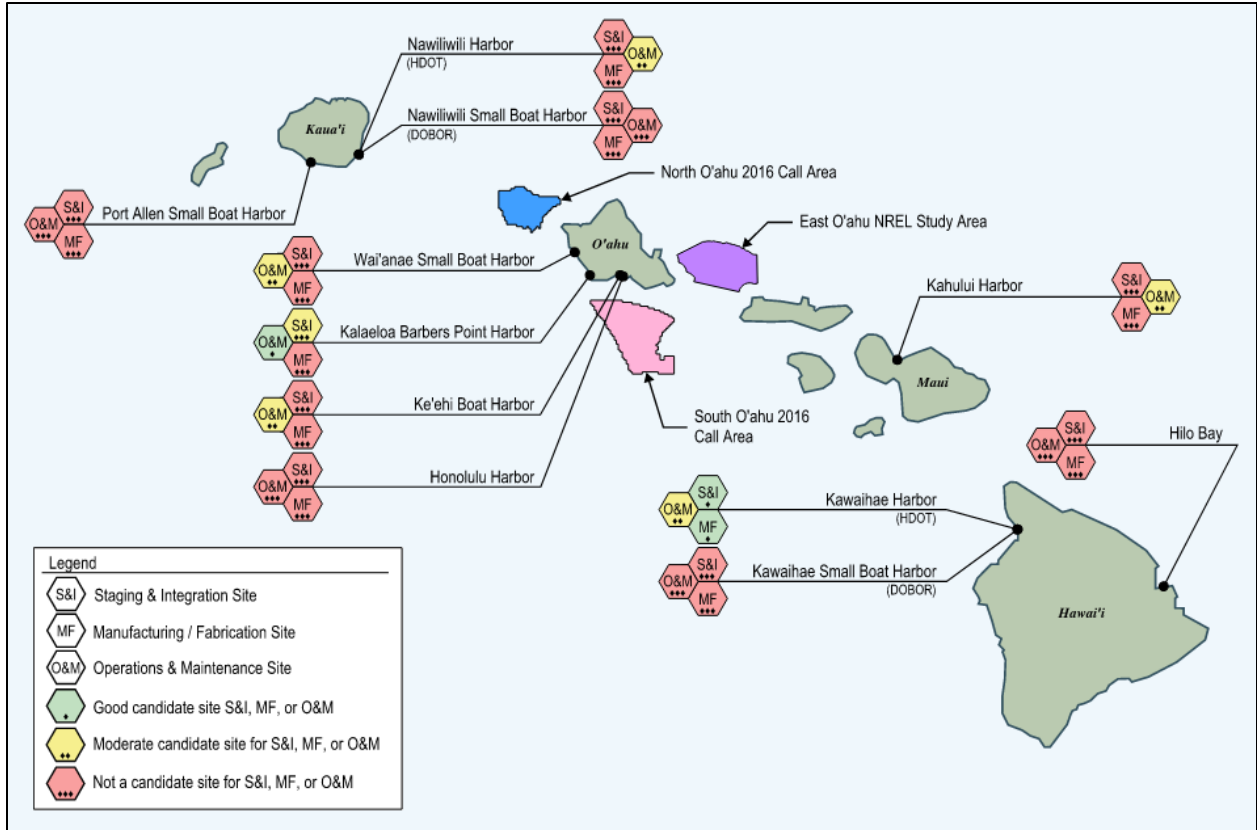 Nawiliwili Harbor
(HDOT)
S&I
O&M
MF
Nawiliwili Small Boat Harbor
(DOBOR)
S&I
O&M
MF
Kaua'i
North O'ahu 2016 Call Area
Port Allen Small Boat Harbor
S&I
O&M
MF
East O'ahu NREL Study Area
O'ahu
Wai'anae Small Boat Harbor
S&I
O&M
MF
Kahului Harbor
S&I
O&M
MF
Kalaeloa Barbers Point Harbor
S&I
O&M
MF
Maui
Ke'ehi Boat Harbor
S&I
O&M
MF
South O'ahu 2016
Call Area
Hilo Bay
S&I
O&M
MF
Honolulu Harbor
S&I
O&M
MF
Kawaihae Harbor
(HDOT)
S&I
O&M
MF
Kawaihae Small Boat Harbor
(DOBOR)
S&I
O&M
MF
Hawai'i
Legend
S&I Staging & Integration Site
MF Manufacturing / Fabrication Site
O&M Operations & Maintenance Site
Good candidate site S&I, MF, or O&M
Moderate candidate site for S&I, MF, or O&M
Not a candidate site for S&I, MF, or O&M